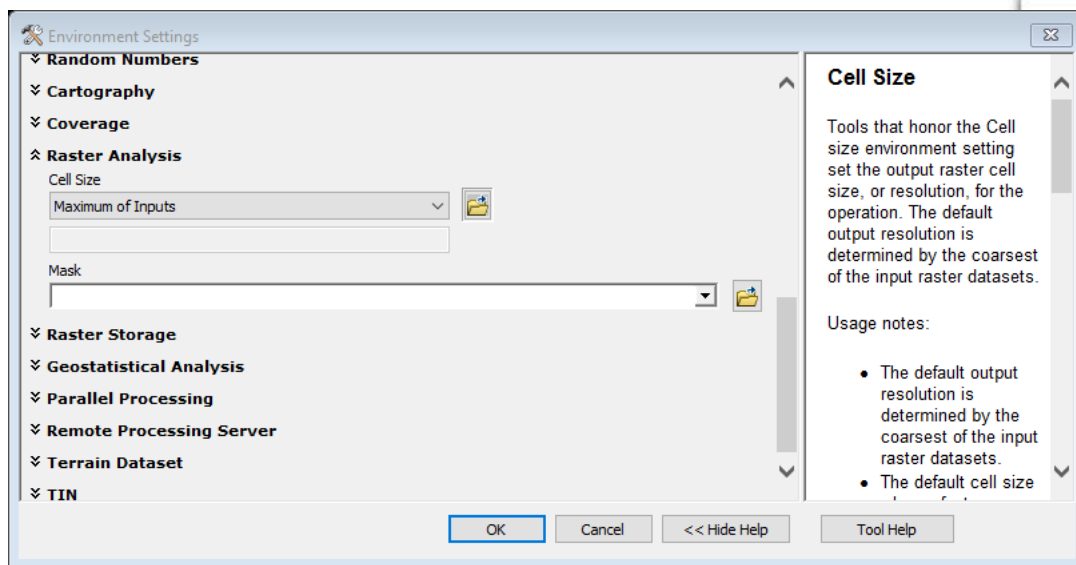 Environment Settings
Random Numbers
Cartography
Coverage
Raster Analysis
Cell Size
Maximum of Inputs
Mask
Raster Storage
Geostatistical Analysis
Parallel Processing
Remote Processing Server
Terrain Dataset
TIN
OK
Cancel
<< Hide Help
Tool Help
Cell Size
Tools that honor the Cell
size environment setting
set the output raster cell
size, or resolution, for the
operation. The default
output resolution is
determined by the coarsest
of the input raster datasets.
Usage notes:
• The default output
resolution is
determined by the
coarsest of the input
raster datasets.
• The default cell size